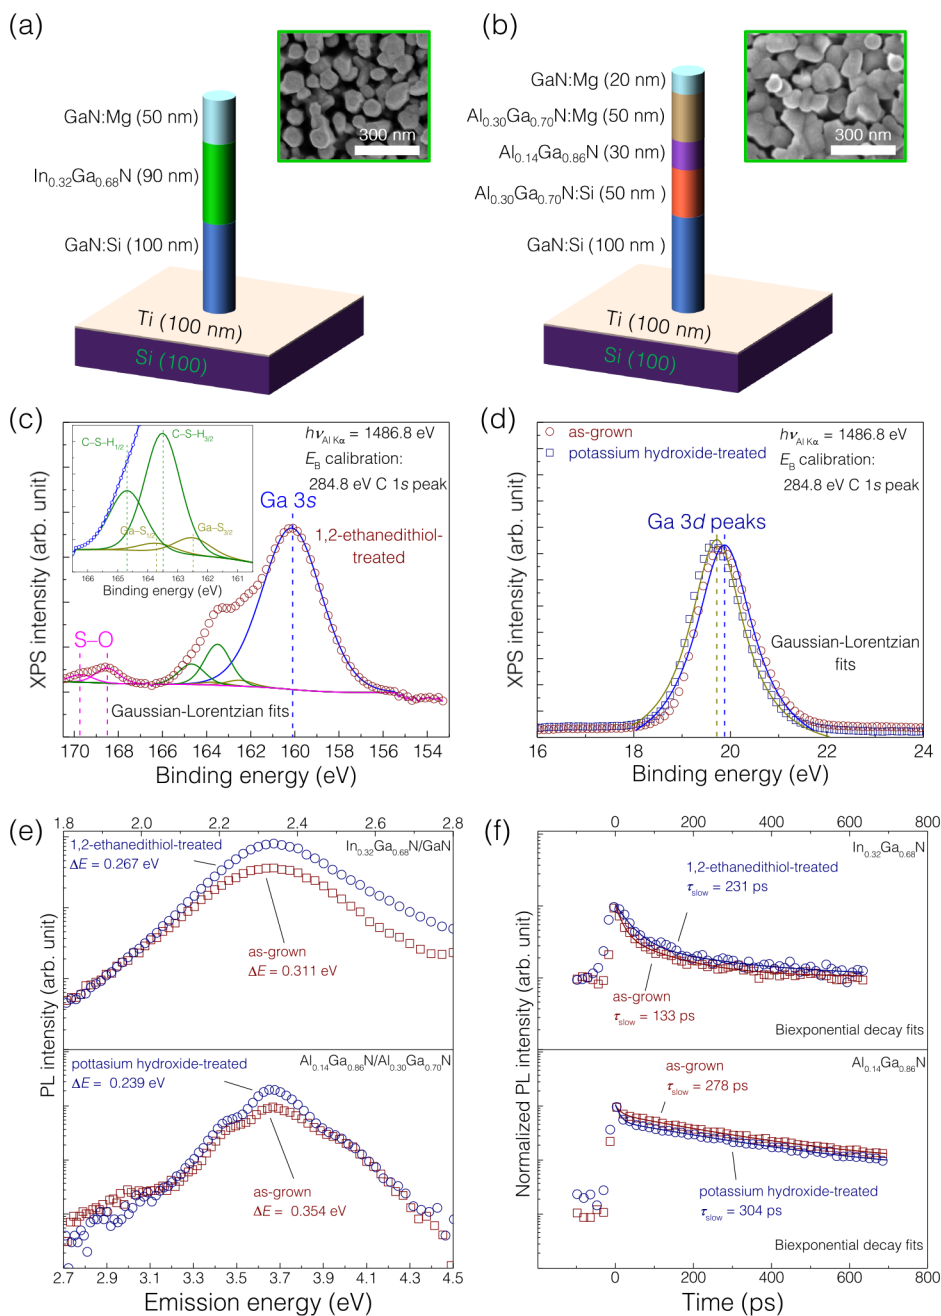 (a)
GaN:Mg (50 nm)
In0.32Ga0.68N (90 nm)
GaN:Si (100 nm)
Ti (100 nm)
Si (100)
300 nm
(b)
GaN:Mg (20 nm)
Al0.30Ga0.70N:Mg (50 nm)
Al0.14Ga0.86N (30 nm)
Al0.30Ga0.70N:Si (50 nm )
GaN:Si (100 nm )
Ti (100 nm)
Si (100)
300 nm
(c)
XPS intensity (arb. unit)
C–S–H3/2
C–S–H1/2
Ga–S1/2
Ga–S3/2
166 165 164 163 162 161
Binding energy (eV)
hνAl Kα = 1486.8 eV
EB calibration:
284.8 eV C 1s peak
Ga 3s
1,2-ethanedithiol-
treated
S–O
Gaussian-Lorentzian fits
170 168 166 164 162 160 158 156 154
Binding energy (eV)
(d)
XPS intensity (arb. unit)
as-grown
potassium hydroxide-treated
hνAl Kα = 1486.8 eV
EB calibration:
284.8 eV C 1s peak
Ga 3d peaks
Gaussian-Lorentzian
fits
16 18 20 22 24
Binding energy (eV)
(e)
1.8 2.0 2.2 2.4 2.6 2.8
PL intensity (arb. unit)
In0.32Ga0.68N/GaN
1,2-ethanedithiol-treated
ΔE = 0.267 eV
as-grown
ΔE = 0.311 eV
Al0.14Ga0.86N/Al0.30Ga0.70N
pottasium hydroxide-treated
ΔE = 0.239 eV
as-grown
ΔE = 0.354 eV
2.7 2.9 3.1 3.3 3.5 3.7 3.9 4.1 4.3 4.5
Emission energy (eV)
(f)
0 200 400 600 800
Normalized PL intensity (arb. unit)
In0.32Ga0.68N
1,2-ethanedithiol-treated
τslow = 231 ps
as-grown
τslow = 133 ps
Biexponential decay fits
Al0.14Ga0.86N
as-grown
τslow = 278 ps
potassium hydroxide-treated
τslow = 304 ps
Biexponential decay fits
0 200 400 600 800
Time (ps)